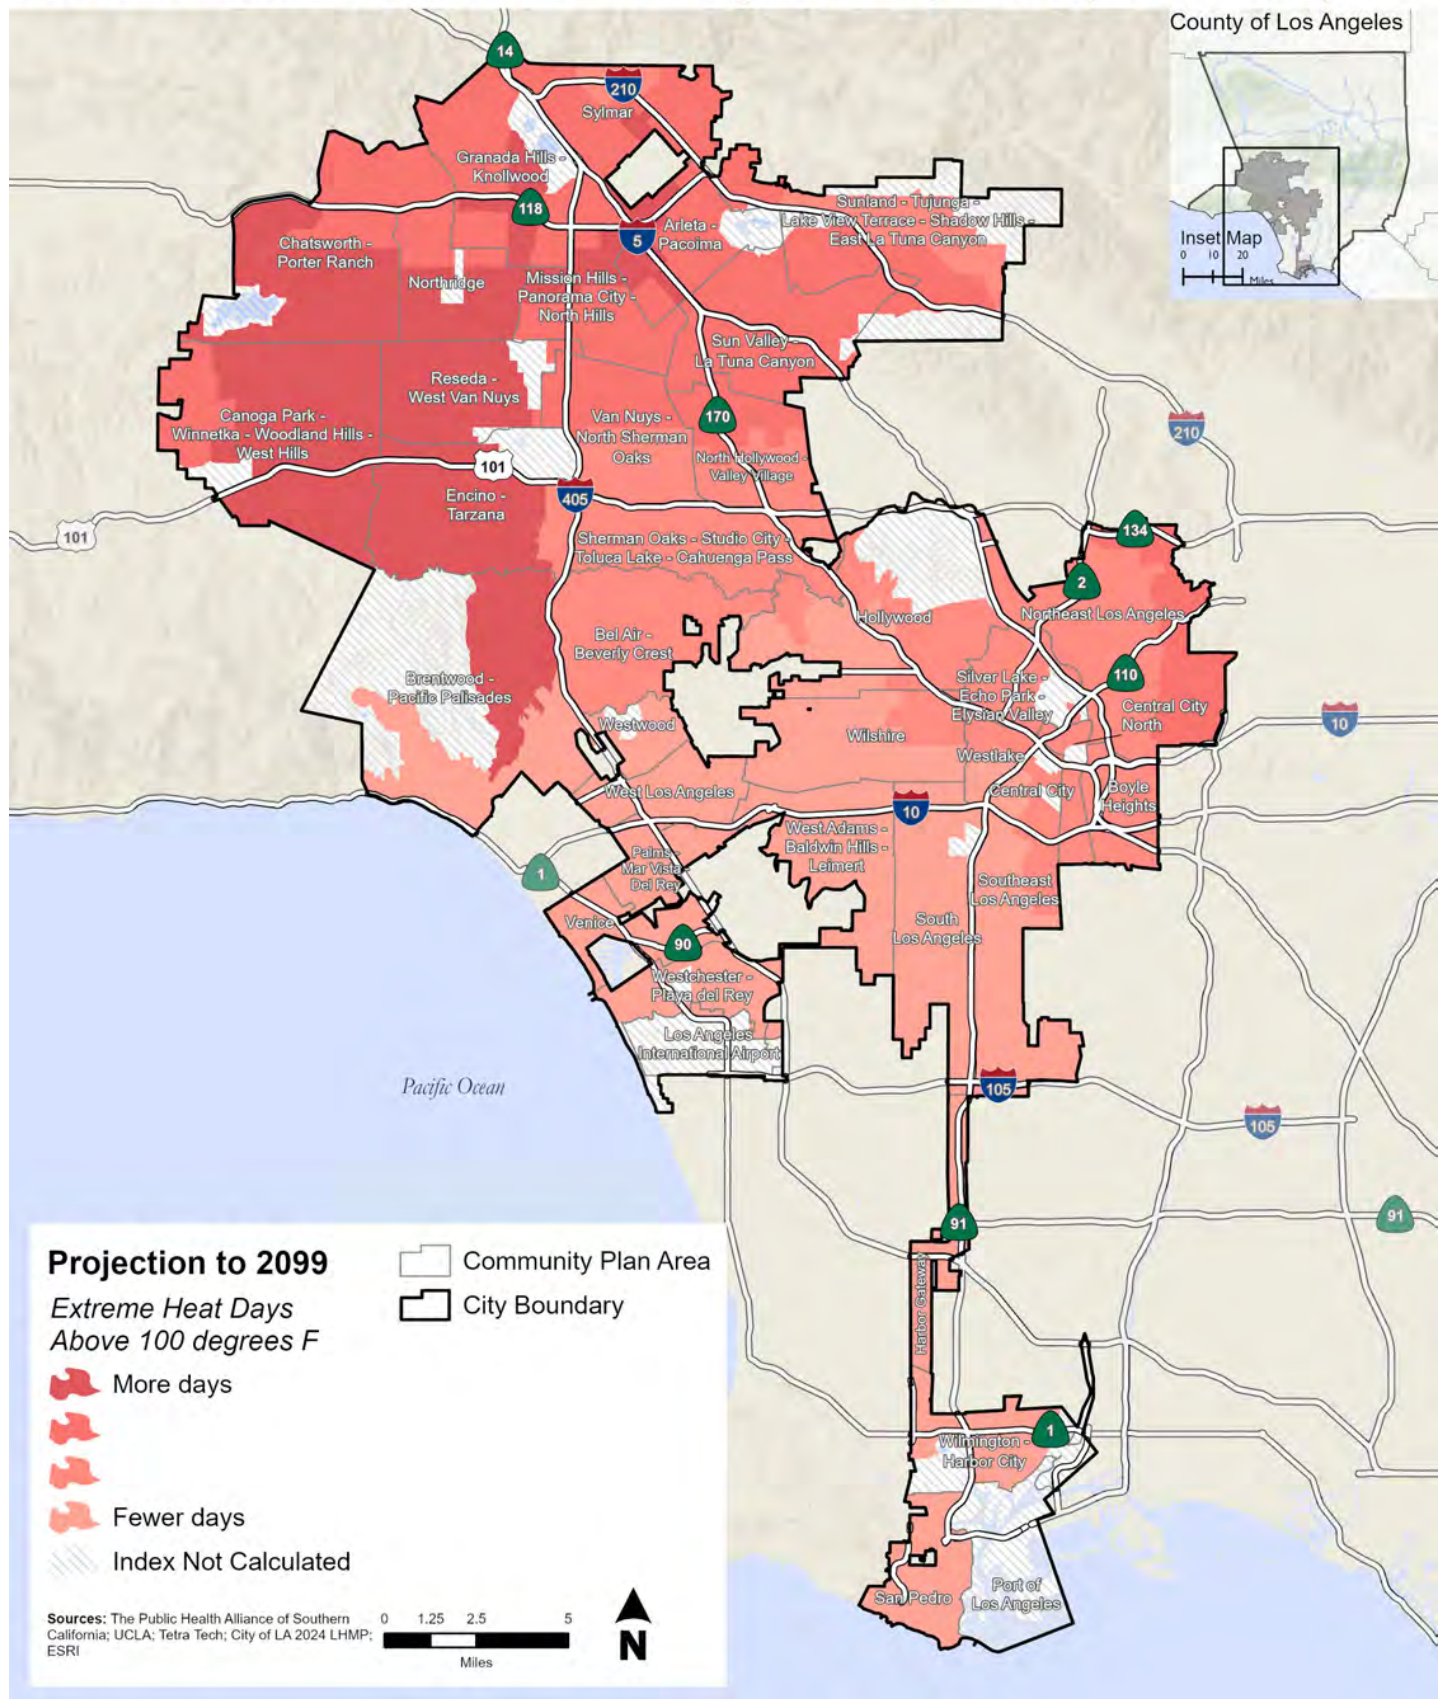 County of Los Angeles
Inset Map
0 10 20
Miles
14
210
Sylmar
Granada Hills -
Knollwood
118
5
Arleta -
Pacoima
Sunland - Tujunga -
Lake View Terrace - Shadow Hills -
East La Tuna Canyon
Chatsworth -
Porter Ranch
Northridge
Mission Hills -
Panorama City -
North Hills
Sun Valley -
La Tuna Canyon
Reseda -
West Van Nuys
Canoga Park -
Winnetka - Woodland Hills -
West Hills
Van Nuys -
North Sherman
Oaks
170
210
North Hollywood -
Valley Village
101
Encino -
Tarzana
405
101
Sherman Oaks - Studio City -
Toluca Lake - Cahuenga Pass
134
2
Hollywood
Northeast Los Angeles
Bel Air -
Beverly Crest
110
Brentwood -
Pacific Palisades
Silver Lake -
Echo Park -
Elysian Valley
Central City
North
10
Westwood
Wilshire
Westlake
West Los Angeles
Central City
Boyle
Heights
10
West Adams -
Baldwin Hills -
Leimert
Palms -
Mar Vista -
Del Rey
1
Southeast
Los Angeles
Venice
South
Los Angeles
90
Westchester -
Playa del Rey
Los Angeles
International Airport
Pacific Ocean
105
105
91
91
Harbor Gateway
1
Wilmington -
Harbor City
San Pedro
Port of
Los Angeles
Projection to 2099
Extreme Heat Days
Above 100 degrees F
More days
Fewer days
Index Not Calculated
Community Plan Area
City Boundary
Sources: The Public Health Alliance of Southern
California; UCLA; Tetra Tech; City of LA 2024 LHMP;
ESRI
0 1.25 2.5 5
Miles
N